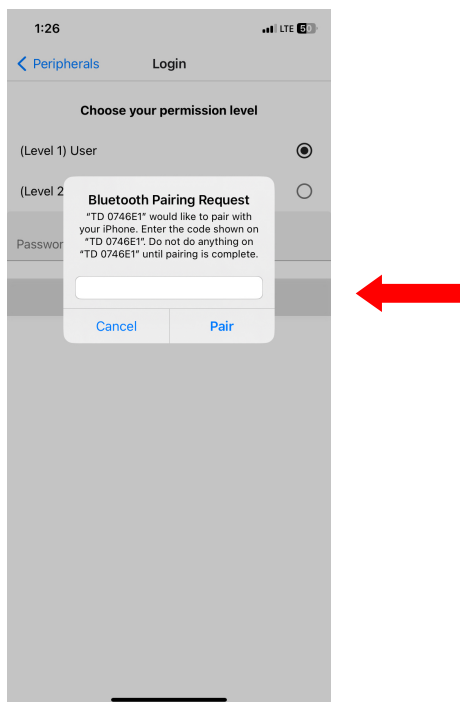 1:26 LTE 50
Peripherals Login
Choose your permission level
(Level 1) User
(Level 2
Bluetooth Pairing Request
“TD 0746E1” would like to pair with
your iPhone. Enter the code shown on
“TD 0746E1”. Do not do anything on
“TD 0746E1” until pairing is complete.
Passwor
Cancel Pair